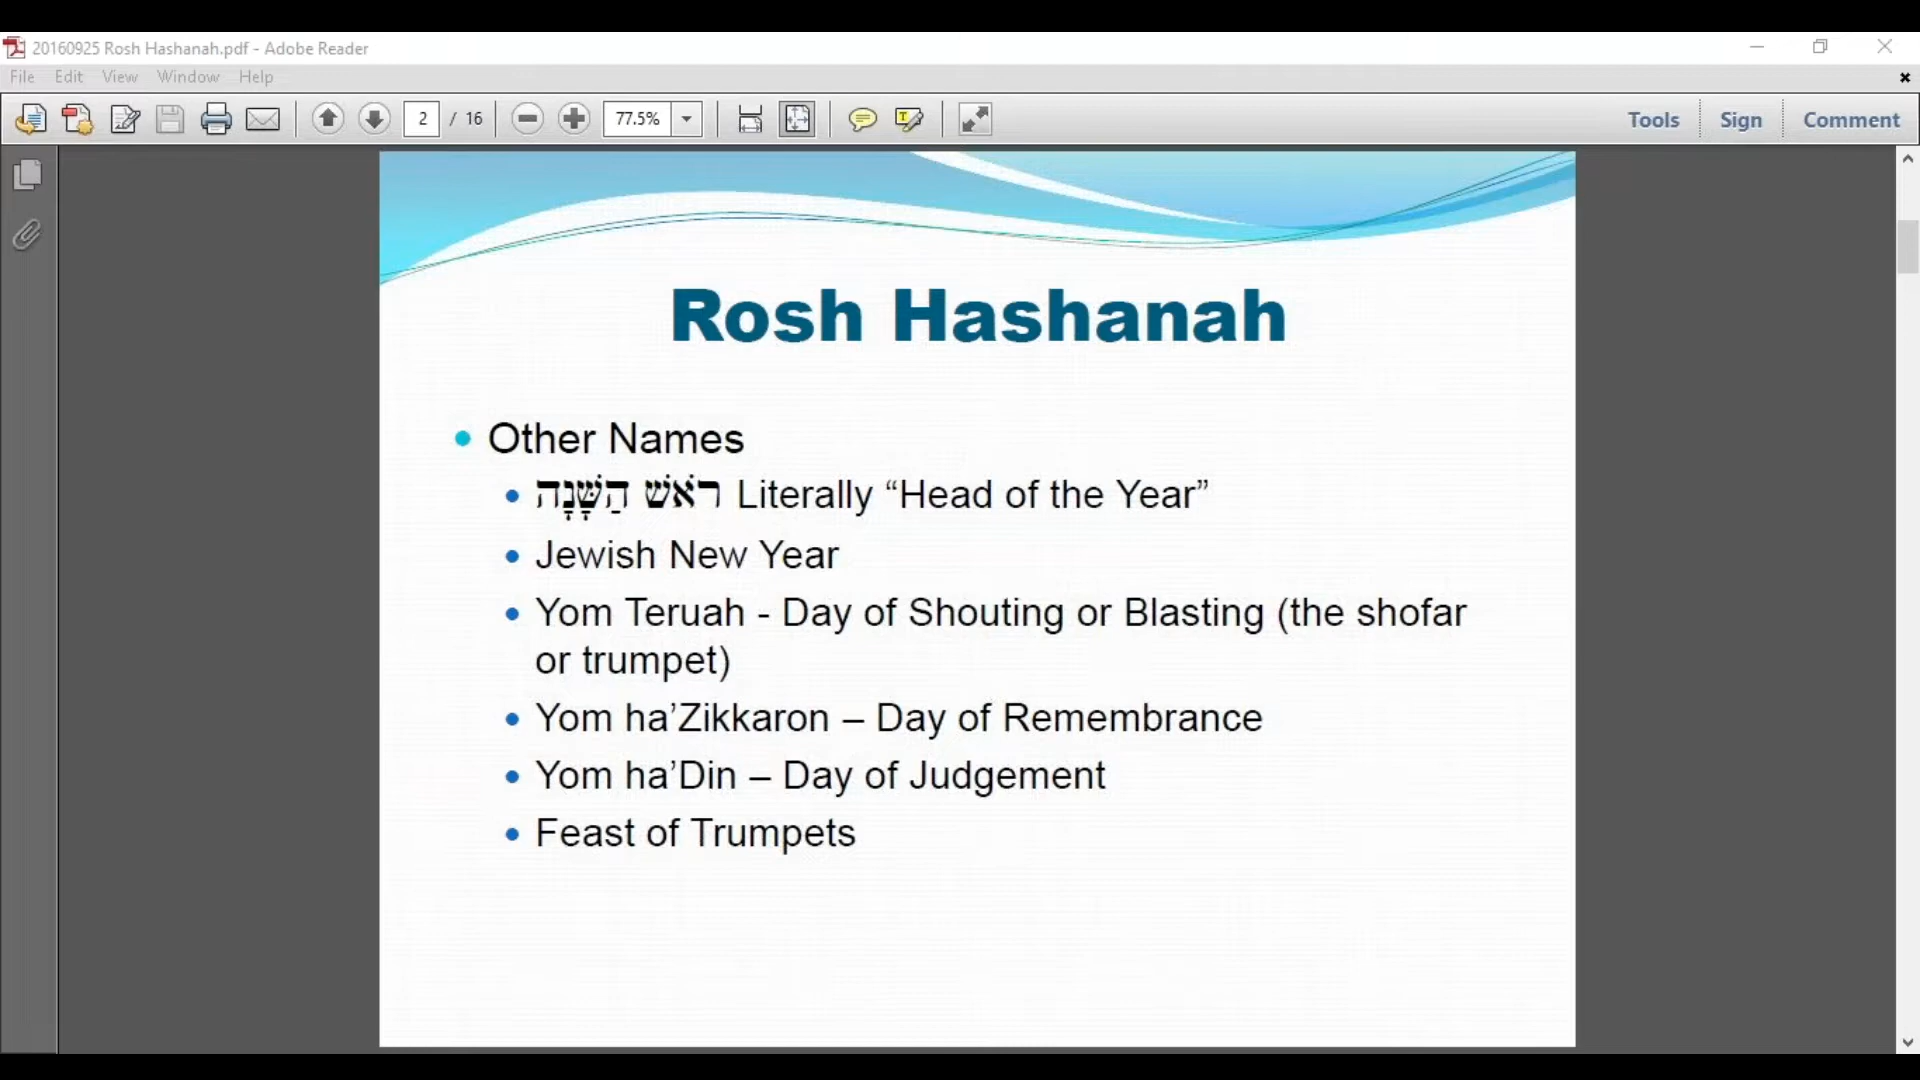 20160925 Rosh Hashanah.pdf - Adobe Reader
File Edit View Window Help
2 / 16 77.5% Tools Sign Comment
Rosh Hashanah
Other Names
רֹאשׁ הַשָּׁנָה Literally “Head of the Year”
Jewish New Year
Yom Teruah - Day of Shouting or Blasting (the shofar
or trumpet)
Yom ha’Zikkaron – Day of Remembrance
Yom ha’Din – Day of Judgement
Feast of Trumpets